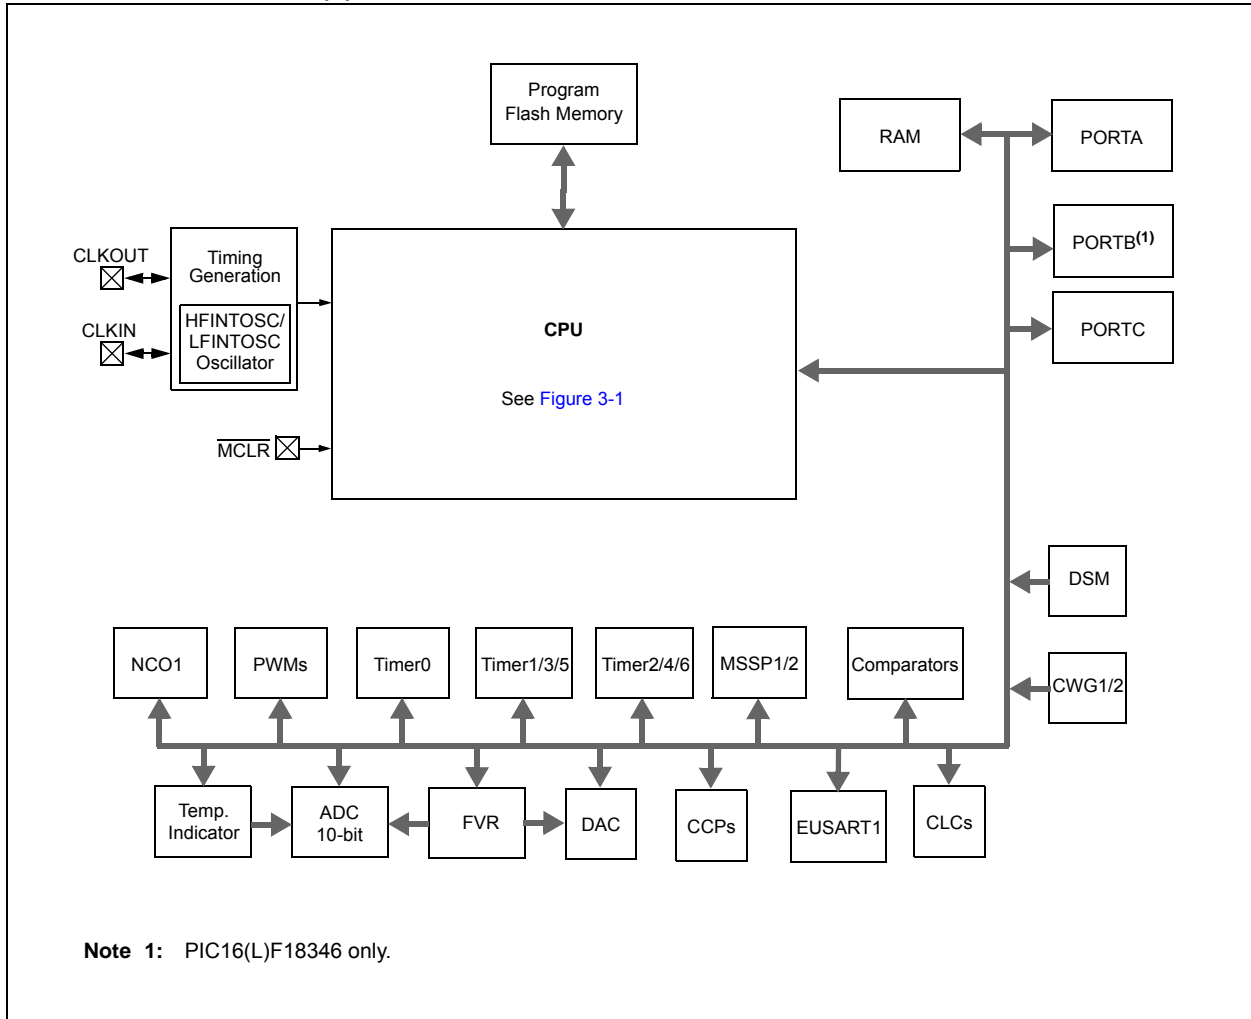 Program
Flash Memory
RAM
PORTA
PORTB(1)
PORTC
CLKOUT
Timing
Generation
CLKIN
HFINTOSC/
LFINTOSC
Oscillator
CPU
See Figure 3-1
MCLR
DSM
CWG1/2
NCO1
PWMs
Timer0
Timer1/3/5
Timer2/4/6
MSSP1/2
Comparators
Temp.
Indicator
ADC
10-bit
FVR
DAC
CCPs
EUSART1
CLCs
Note 1: PIC16(L)F18346 only.